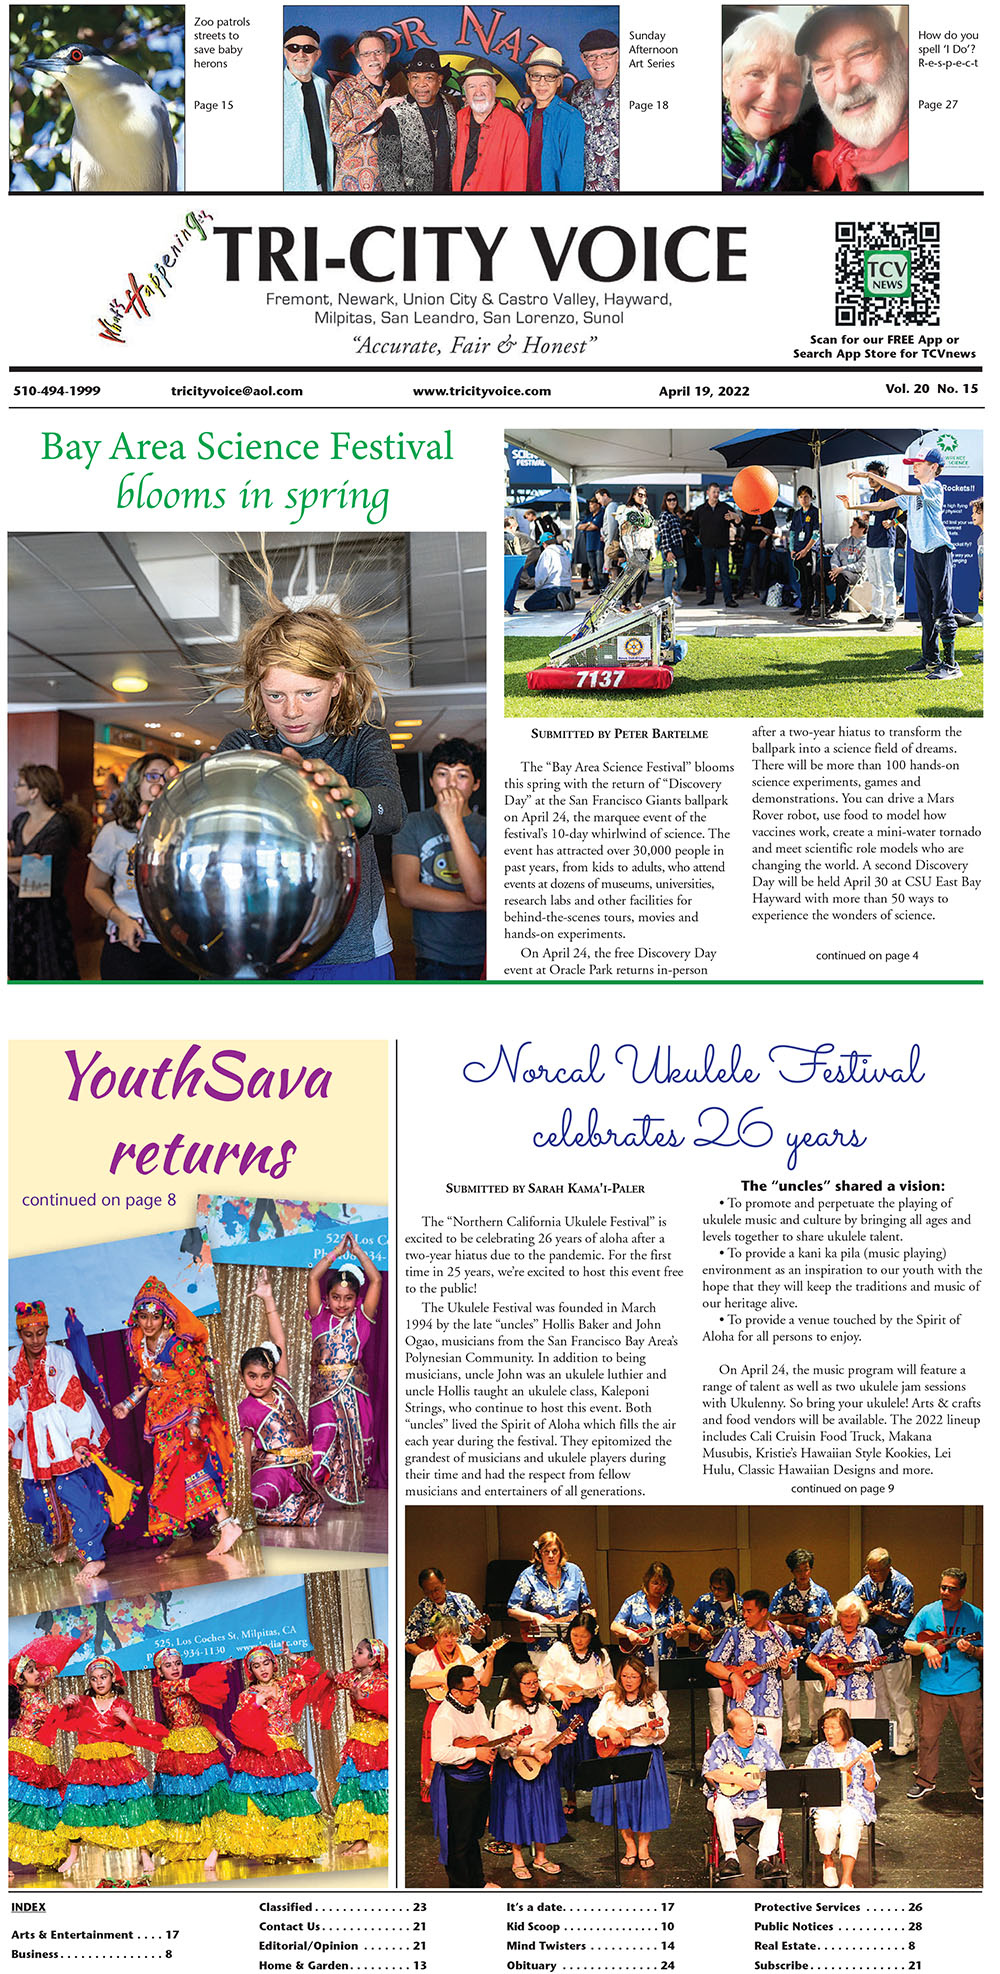 Zoo patrols
streets to
save baby
herons
Page 15
Sunday
Afternoon
Art Series
Page 18
How do you
spell ‘I Do’?
R-e-s-p-e-c-t
Page 27
What's Happening's
TRI-CITY VOICE
Fremont, Newark, Union City & Castro Valley, Hayward,
Milpitas, San Leandro, San Lorenzo, Sunol
“Accurate, Fair & Honest”
TCV
NEWS
Scan for our FREE App or
Search App Store for TCVnews
510-494-1999
tricityvoice@aol.com
www.tricityvoice.com
April 19, 2022
Vol. 20 No. 15
Bay Area Science Festival
blooms in spring
FESTIVAL
Rockets!!
7137
SUBMITTED BY PETER BARTELME
The “Bay Area Science Festival” blooms
this spring with the return of “Discovery
Day” at the San Francisco Giants ballpark
on April 24, the marquee event of the
festival’s 10-day whirlwind of science. The
event has attracted over 30,000 people in
past years, from kids to adults, who attend
events at dozens of museums, universities,
research labs and other facilities for
behind-the-scenes tours, movies and
hands-on experiments.
On April 24, the free Discovery Day
event at Oracle Park returns in-person
after a two-year hiatus to transform the
ballpark into a science field of dreams.
There will be more than 100 hands-on
science experiments, games and
demonstrations. You can drive a Mars
Rover robot, use food to model how
vaccines work, create a mini-water tornado
and meet scientific role models who are
changing the world. A second Discovery
Day will be held April 30 at CSU East Bay
Hayward with more than 50 ways to
experience the wonders of science.
continued on page 4
YouthSava
returns
continued on page 8
525, Los Coches St, Milpitas, CA
934-1130
Norcal Ukulele Festival
celebrates 26 years
SUBMITTED BY SARAH KAMA'I-PALER
The “Northern California Ukulele Festival” is
excited to be celebrating 26 years of aloha after a
two-year hiatus due to the pandemic. For the first
time in 25 years, we’re excited to host this event free
to the public!
The Ukulele Festival was founded in March
1994 by the late “uncles” Hollis Baker and John
Ogao, musicians from the San Francisco Bay Area’s
Polynesian Community. In addition to being
musicians, uncle John was an ukulele luthier and
uncle Hollis taught an ukulele class, Kaleponi
Strings, who continue to host this event. Both
“uncles” lived the Spirit of Aloha which fills the air
each year during the festival. They epitomized the
grandest of musicians and ukulele players during
their time and had the respect from fellow
musicians and entertainers of all generations.
The “uncles” shared a vision:
• To promote and perpetuate the playing of
ukulele music and culture by bringing all ages and
levels together to share ukulele talent.
• To provide a kani ka pila (music playing)
environment as an inspiration to our youth with the
hope that they will keep the traditions and music of
our heritage alive.
• To provide a venue touched by the Spirit of
Aloha for all persons to enjoy.
On April 24, the music program will feature a
range of talent as well as two ukulele jam sessions
with Ukulenny. So bring your ukulele! Arts & crafts
and food vendors will be available. The 2022 lineup
includes Cali Cruisin Food Truck, Makana
Musubis, Kristie’s Hawaiian Style Kookies, Lei
Hulu, Classic Hawaiian Designs and more.
continued on page 9
INDEX
Arts & Entertainment . . . . 17
Business . . . . . . . . . . . . . . . 8
Classified . . . . . . . . . . . . . . 23
Contact Us . . . . . . . . . . . . . 21
Editorial/Opinion . . . . . . . 21
Home & Garden. . . . . . . . . 13
It’s a date. . . . . . . . . . . . . . 17
Kid Scoop . . . . . . . . . . . . . . 10
Mind Twisters . . . . . . . . . . 14
Obituary . . . . . . . . . . . . . . 24
Protective Services . . . . . . 26
Public Notices . . . . . . . . . . 28
Real Estate. . . . . . . . . . . . . 8
Subscribe. . . . . . . . . . . . . . 21